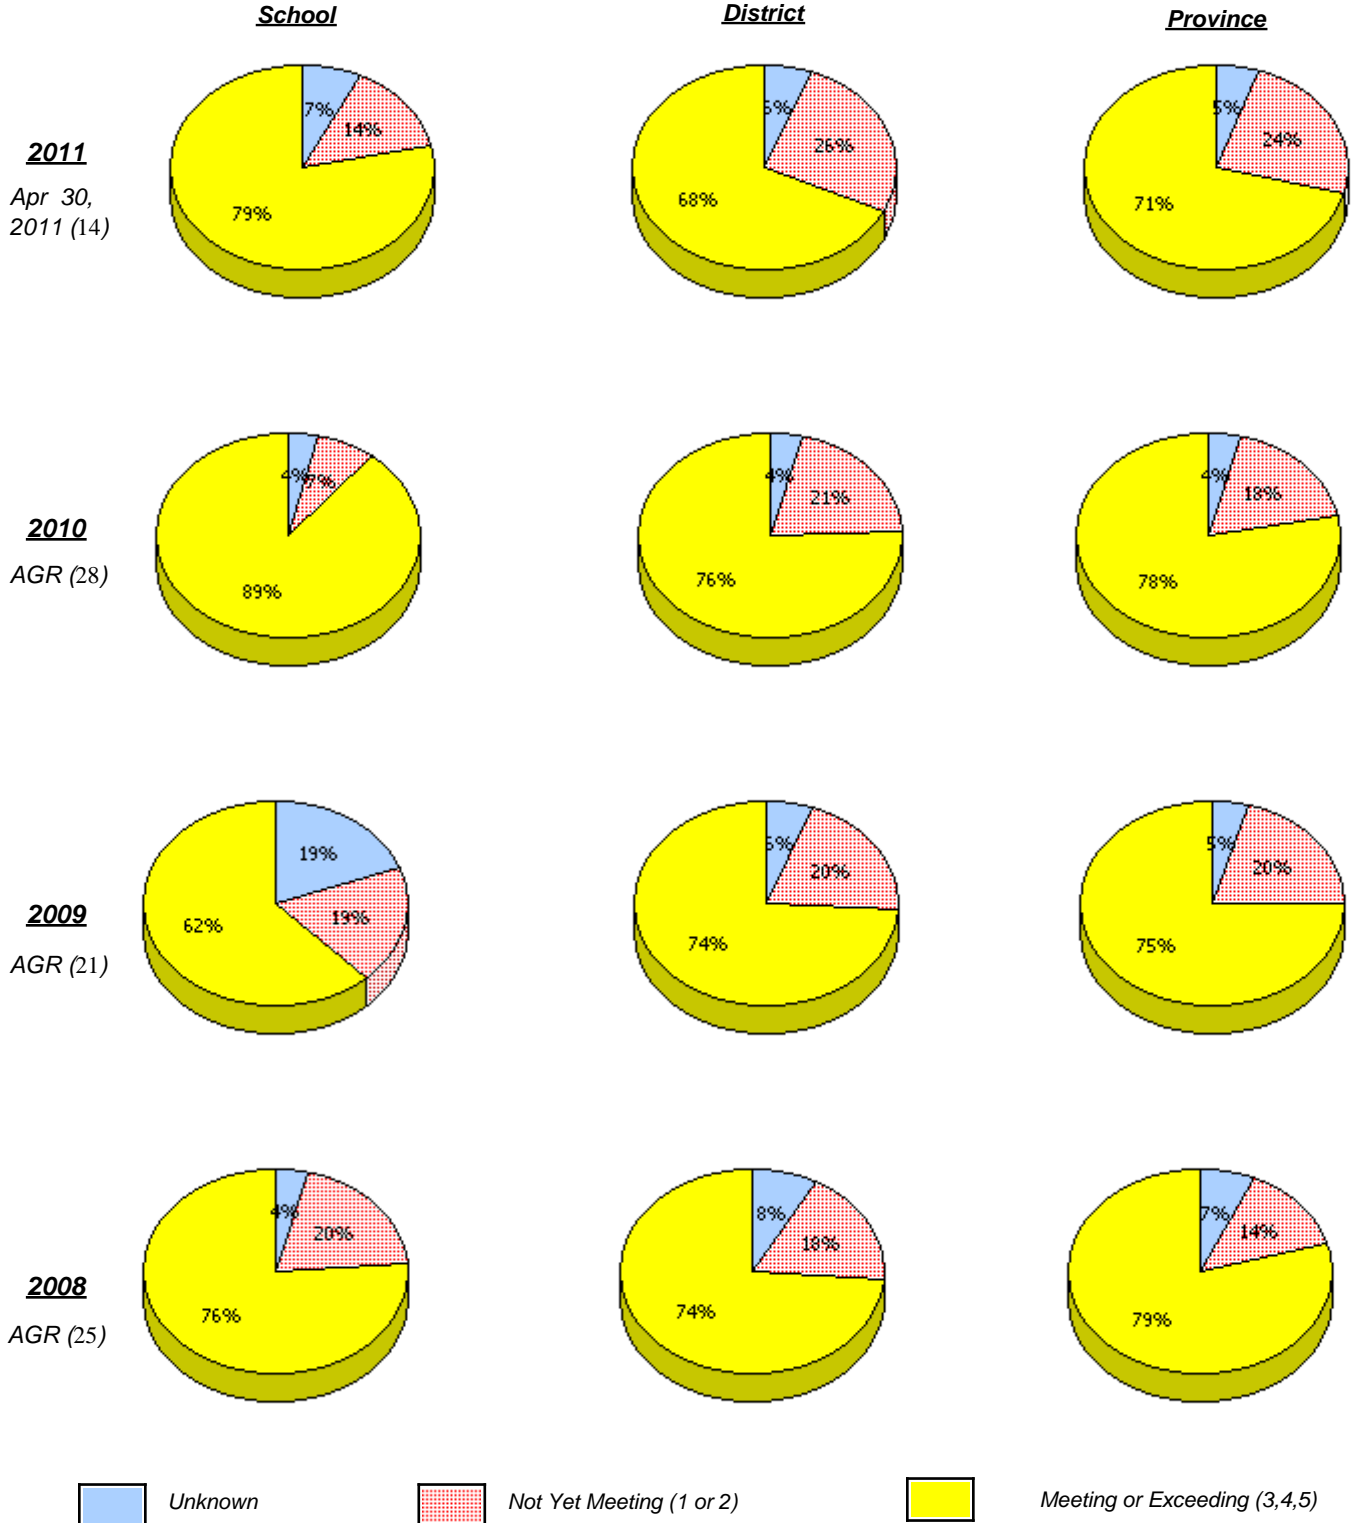 School District Province
2011
Apr 30,
2011 (14)
7% 14% 79%
26% 68%
5% 24% 71%
2010
AGR (28)
4% 7% 89%
4% 21% 76%
4% 18% 78%
2009
AGR (21)
19% 19% 62%
5% 20% 74%
5% 20% 75%
2008
AGR (25)
4% 20% 76%
8% 18% 74%
7% 14% 79%
Unknown Not Yet Meeting (1 or 2) Meeting or Exceeding (3,4,5)